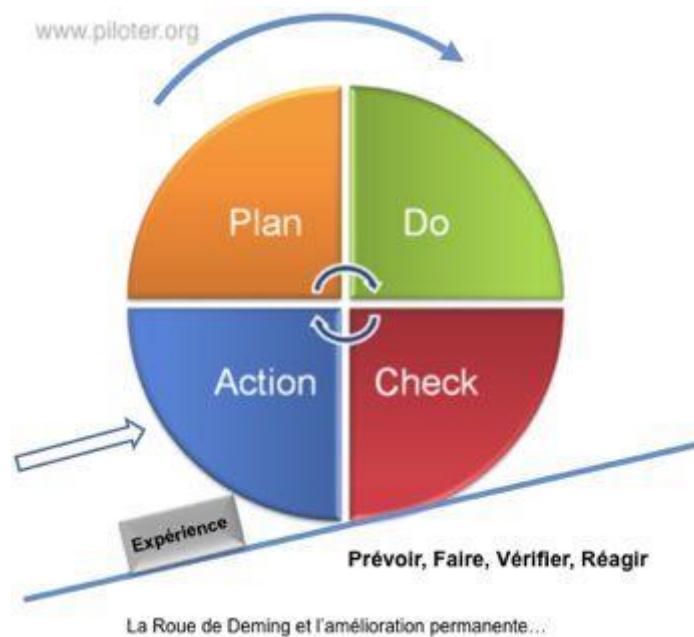 www.piloter.org
Plan
Do
Action
Check
Expérience
Prévoir, Faire, Vérifier, Réagir
La Roue de Deming et l'amélioration permanente...